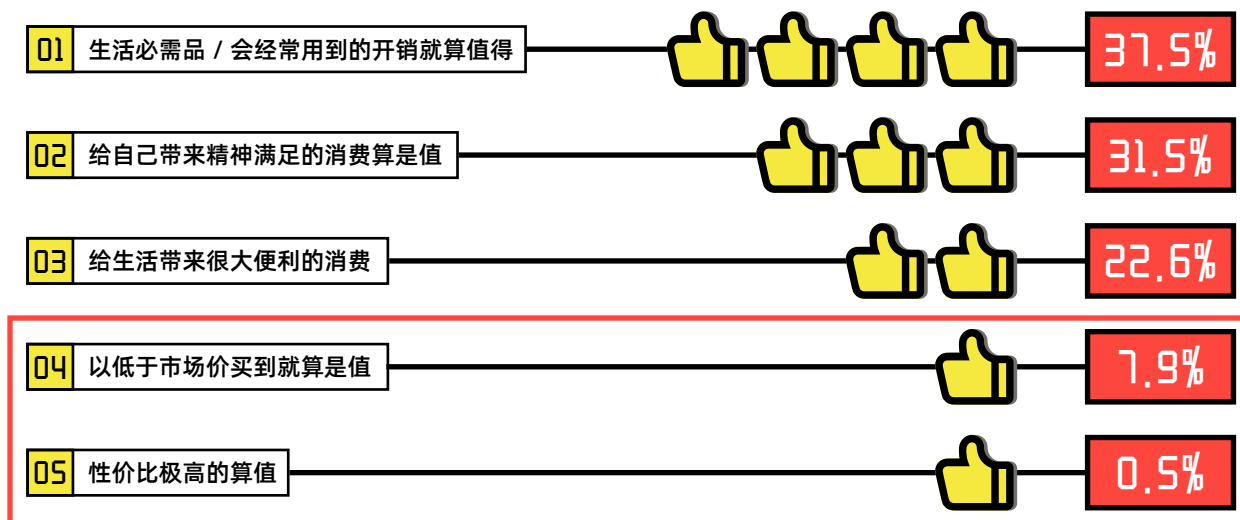 01 生活必需品 / 会经常用到的开销就算值得 37.5%
02 给自己带来精神满足的消费算是值 31.5%
03 给生活带来很大便利的消费 22.6%
04 以低于市场价买到就算是值 7.9%
05 性价比极高的算值 0.5%